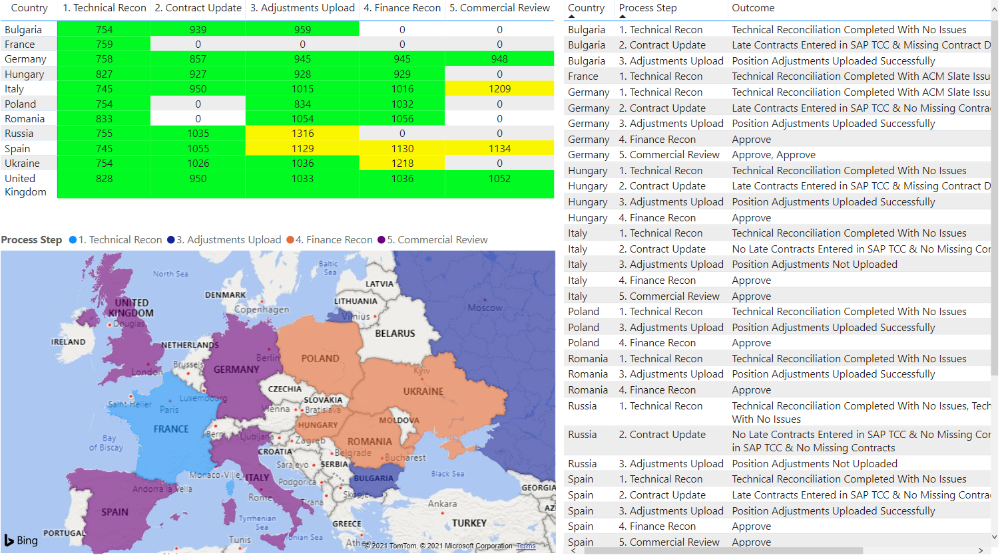 Country 1. Technical Recon 2. Contract Update 3. Adjustments Upload 4. Finance Recon 5. Commercial Review
Bulgaria 754 939 959 0 0
France 759 0 0 0 0
Germany 758 857 945 945 948
Hungary 827 927 928 929 0
Italy 745 950 1015 1016 1209
Poland 754 0 834 1032 0
Romania 833 0 1054 1056 0
Russia 755 1035 1316 0 0
Spain 745 1055 1129 1130 1134
Ukraine 754 1026 1036 1218 0
United 828 950 1033 1036 1052
Kingdom
Process Step 1. Technical Recon 3. Adjustments Upload 4. Finance Recon 5. Commercial Review
North Sea
Baltic
Sea
LATVIA
DENMARK
LITHUANIA
Copenhagen
UNITED
KINGDOM
Moscow
Vilnius
Douglas
BELARUS
IRELAND
NETHERLANDS
Berlin
POLAND
Brussels
GERMANY
London
Kyiv
CZECHIA
UKRAINE
Luxembourg
SLOVAKIA
Saint Helier
Paris
Vienna
Bratislava
MOLDOVA
FRANCE
HUNGARY
Bern
Ljubljana
Zagreb
ROMANIA
Bay
of Biscay
CROATIA
Belgrade
Bucharest
Sarajevo
SERBIA
Monaco-Ville
ITALY
Podgorica
BULGARIA
Black Sea
Andorra la Vella
Skopje
GEORGIA
Rome
Tirana
Ankara
AZ
SPAIN
Tyrrhenian
Sea
GREECE
TURKEY
PORTUGAL
Ionian Sea
Tunis
Athens
Bing
© 2021 TomTom, © 2021 Microsoft Corporation Terms
Country Process Step Outcome
Bulgaria 1. Technical Recon Technical Reconciliation Completed With No Issues
Bulgaria 2. Contract Update Late Contracts Entered in SAP TCC & Missing Contract D
Bulgaria 3. Adjustments Upload Position Adjustments Uploaded Successfully
France 1. Technical Recon Technical Reconciliation Completed With ACM Slate Issu
Germany 1. Technical Recon Technical Reconciliation Completed With ACM Slate Issu
Germany 2. Contract Update Late Contracts Entered in SAP TCC & No Missing Contra
Germany 3. Adjustments Upload Position Adjustments Uploaded Successfully
Germany 4. Finance Recon Approve
Germany 5. Commercial Review Approve, Approve
Hungary 1. Technical Recon Technical Reconciliation Completed With No Issues
Hungary 2. Contract Update Late Contracts Entered in SAP TCC & Missing Contract D
Hungary 3. Adjustments Upload Position Adjustments Uploaded Successfully
Hungary 4. Finance Recon Approve
Italy 1. Technical Recon Technical Reconciliation Completed With No Issues
Italy 2. Contract Update No Late Contracts Entered in SAP TCC & No Missing Cor
Italy 3. Adjustments Upload Position Adjustments Not Uploaded
Italy 4. Finance Recon Approve
Italy 5. Commercial Review Approve
Poland 1. Technical Recon Technical Reconciliation Completed With No Issues
Poland 3. Adjustments Upload Position Adjustments Uploaded Successfully
Poland 4. Finance Recon Approve
Romania 1. Technical Recon Technical Reconciliation Completed With No Issues
Romania 3. Adjustments Upload Position Adjustments Uploaded Successfully
Romania 4. Finance Recon Approve
Russia 1. Technical Recon Technical Reconciliation Completed With No Issues, Tech
With No Issues
Russia 2. Contract Update No Late Contracts Entered in SAP TCC & No Missing Cor
in SAP TCC & No Missing Contracts
Russia 3. Adjustments Upload Position Adjustments Not Uploaded
Spain 1. Technical Recon Technical Reconciliation Completed With No Issues
Spain 2. Contract Update Late Contracts Entered in SAP TCC & No Missing Contra
Spain 3. Adjustments Upload Position Adjustments Uploaded Successfully
Spain 4. Finance Recon Approve
Spain 5. Commercial Review Approve